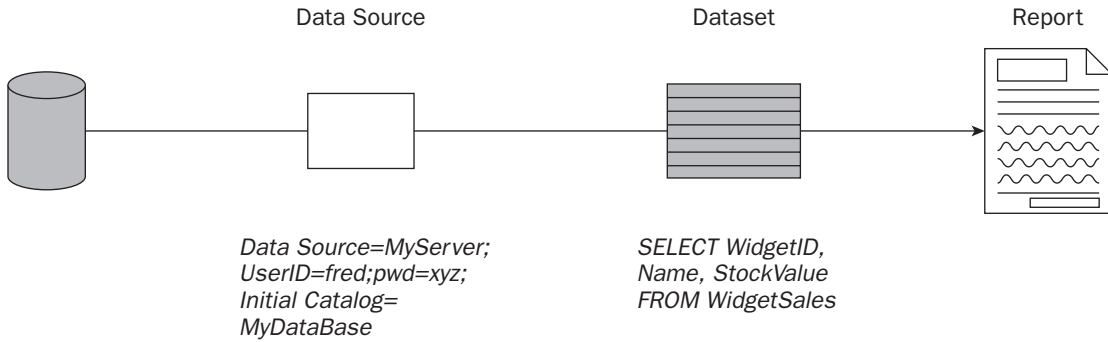 Data Source
Dataset
Report
Data Source=MyServer;
UserID=fred;pwd=xyz;
Initial Catalog=
MyDataBase
SELECT WidgetID,
Name, StockValue
FROM WidgetSales